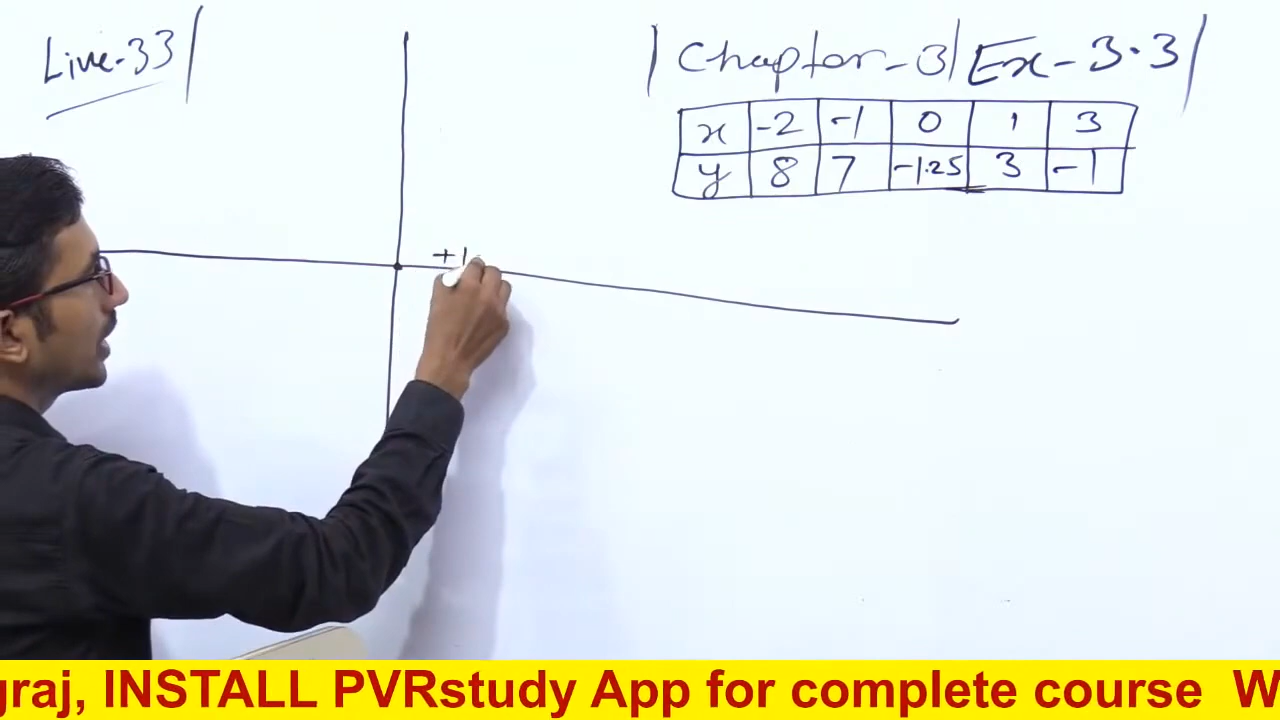 Live-33
Chapter-3 Ex-3.3
x -2 -1 0 1 3
y 8 7 -1.25 3 -1
+1
graj, INSTALL PVRstudy App for complete course W